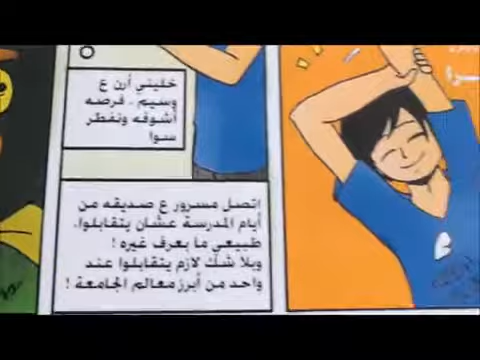 خليني أرن ع
وسيم . فرصه
أشوفه ونفطر
سوا
اتصل مسرور ع صديقه من
أيام المدرسة عشان يتقابلوا.
طبيعي ما يعرف غيره !
وبلا شك لازم يتقابلوا عند
واحد من أبرز معالم الجامعة !